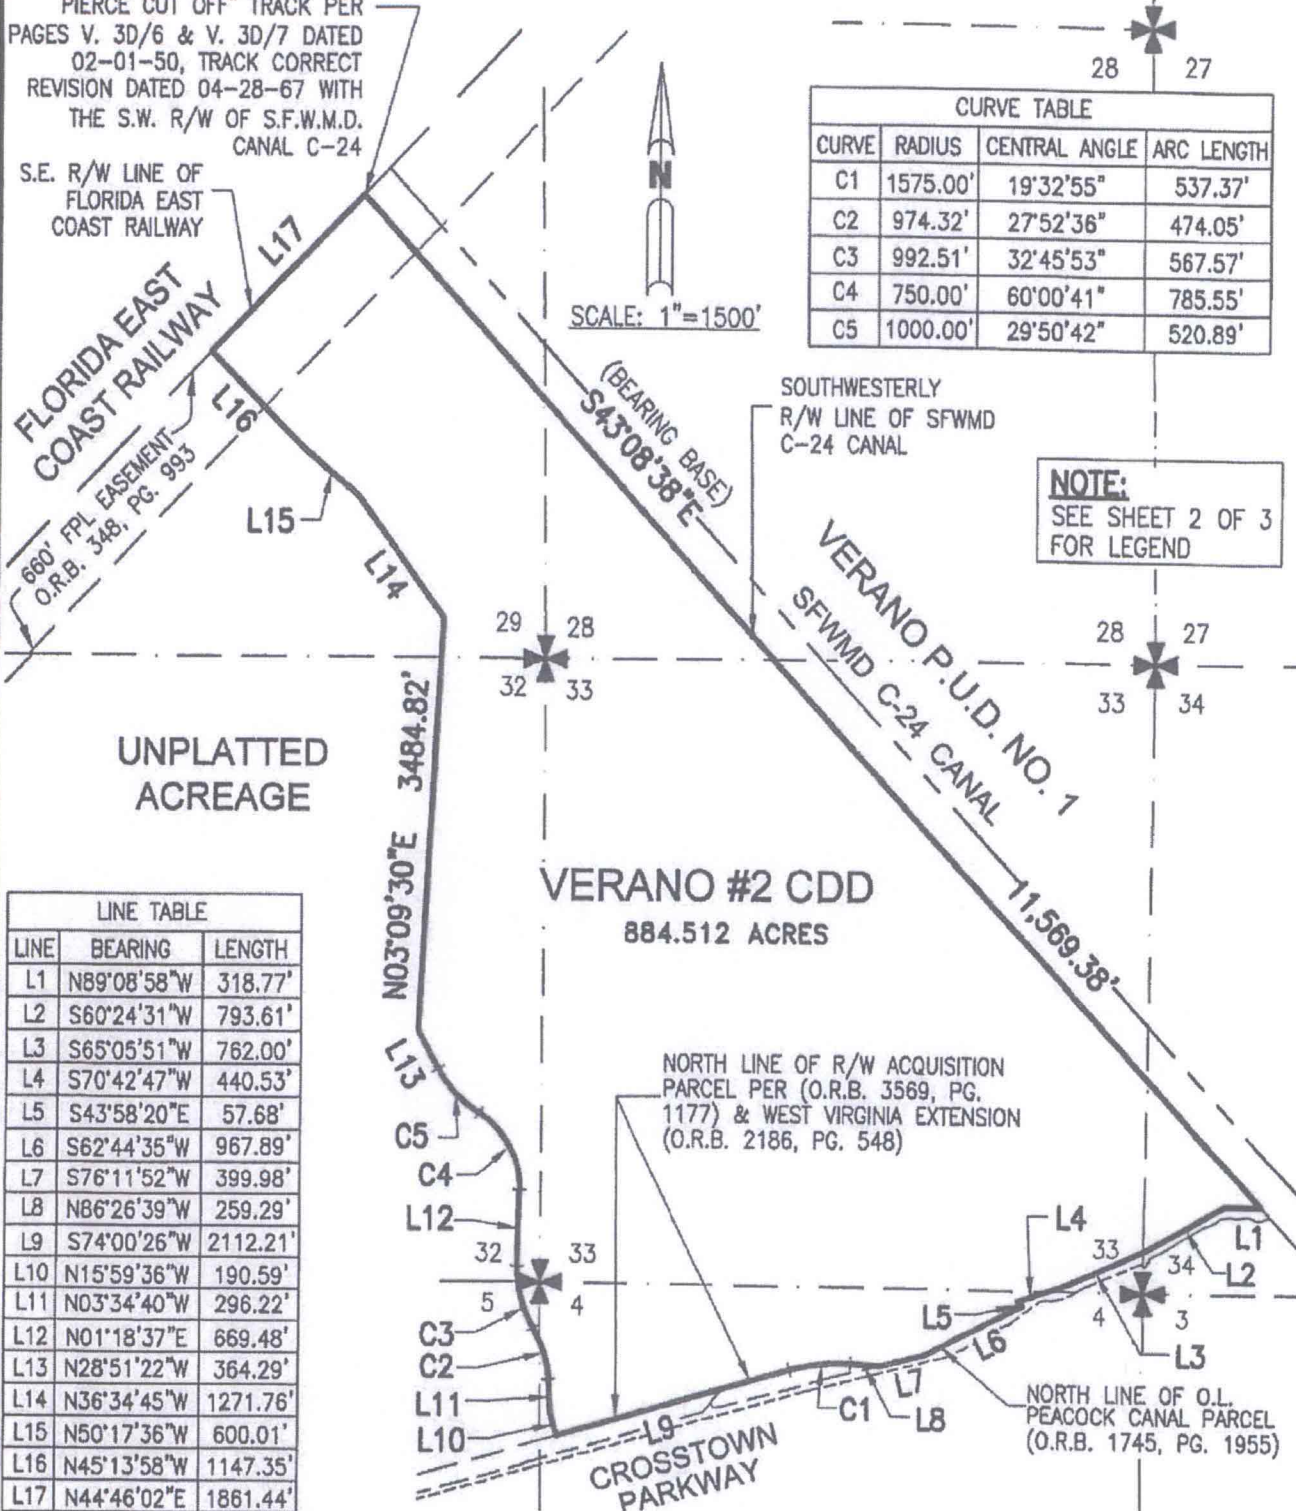 PIERCE CUT OFF" TRACK PER
PAGES V. 3D/6 & V. 3D/7 DATED
02-01-50, TRACK CORRECT
REVISION DATED 04-28-67 WITH
THE S.W. R/W OF S.F.W.M.D.
CANAL C-24
S.E. R/W LINE OF
FLORIDA EAST
COAST RAILWAY
L17
FLORIDA EAST
COAST RAILWAY
L16
660' FPL EASEMENT
O.R.B. 348, PG. 993
L15
L14
N
SCALE: 1"=1500'
28 27
CURVE TABLE
CURVE RADIUS CENTRAL ANGLE ARC LENGTH
C1 1575.00' 19°32'55" 537.37'
C2 974.32' 27°52'36" 474.05'
C3 992.51' 32°45'53" 567.57'
C4 750.00' 60°00'41" 785.55'
C5 1000.00' 29°50'42" 520.89'
(BEARING BASE)
S43°08'38"E
SOUTHWESTERLY
R/W LINE OF SFWMD
C-24 CANAL
NOTE:
SEE SHEET 2 OF 3
FOR LEGEND
VERANO P.U.D. NO. 1
SFWMD C-24 CANAL
29 28
32 33
28 27
33 34
UNPLATTED
ACREAGE
N03°09'30"E 3484.82'
VERANO #2 CDD
884.512 ACRES
11,569.38'
LINE TABLE
LINE BEARING LENGTH
L1 N89°08'58"W 318.77'
L2 S60°24'31"W 793.61'
L3 S65°05'51"W 762.00'
L4 S70°42'47"W 440.53'
L5 S43°58'20"E 57.68'
L6 S62°44'35"W 967.89'
L7 S76°11'52"W 399.98'
L8 N86°26'39"W 259.29'
L9 S74°00'26"W 2112.21'
L10 N15°59'36"W 190.59'
L11 N03°34'40"W 296.22'
L12 N01°18'37"E 669.48'
L13 N28°51'22"W 364.29'
L14 N36°34'45"W 1271.76'
L15 N50°17'36"W 600.01'
L16 N45°13'58"W 1147.35'
L17 N44°46'02"E 1861.44'
L13
C5
C4
L12
32 33
5 4
C3
C2
L11
L10
NORTH LINE OF R/W ACQUISITION
PARCEL PER (O.R.B. 3569, PG.
1177) & WEST VIRGINIA EXTENSION
(O.R.B. 2186, PG. 548)
L4
L1
L2
33
34
4
3
L5
L6
L3
L7
C1
L8
L9
CROSSTOWN
PARKWAY
NORTH LINE OF O.L.
PEACOCK CANAL PARCEL
(O.R.B. 1745, PG. 1955)